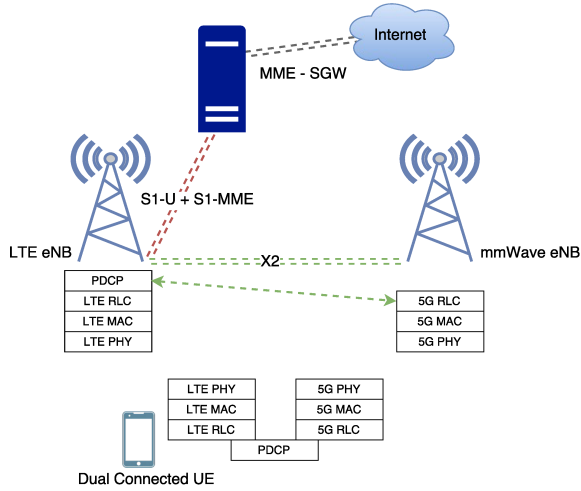 Internet
MME - SGW
S1-U + S1-MME
LTE eNB
X2
mmWave eNB
PDCP
LTE RLC
LTE MAC
LTE PHY
5G RLC
5G MAC
5G PHY
LTE PHY
LTE MAC
LTE RLC
5G PHY
5G MAC
5G RLC
PDCP
Dual Connected UE